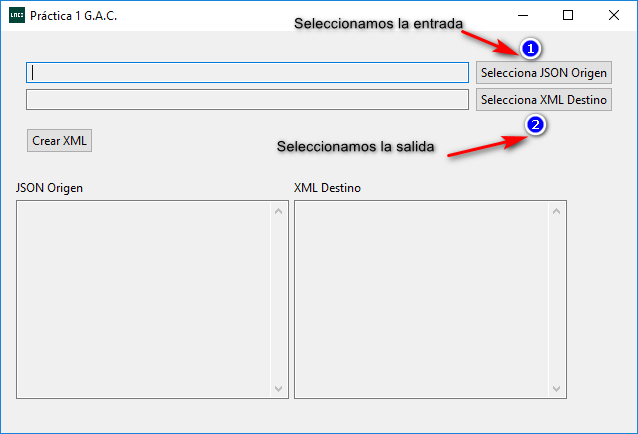 Práctica 1 G.A.C.
Seleccionamos la entrada
1
Selecciona JSON Origen
Selecciona XML Destino
2
Crear XML
Seleccionamos la salida
JSON Origen
XML Destino